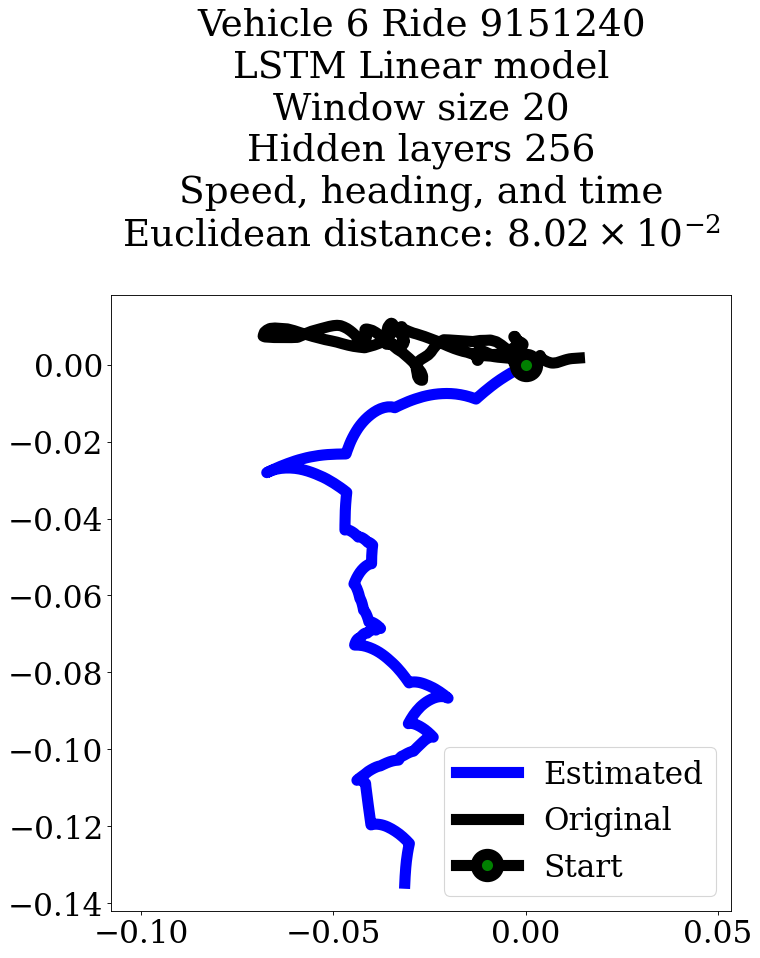 Vehicle 6 Ride 9151240
LSTM Linear model
Window size 20
Hidden layers 256
Speed, heading, and time
Euclidean distance: 8.02 × 10⁻²
0.00
−0.02
−0.04
−0.06
−0.08
−0.10
−0.12
−0.14
Estimated
Original
Start
−0.10 −0.05 0.00 0.05